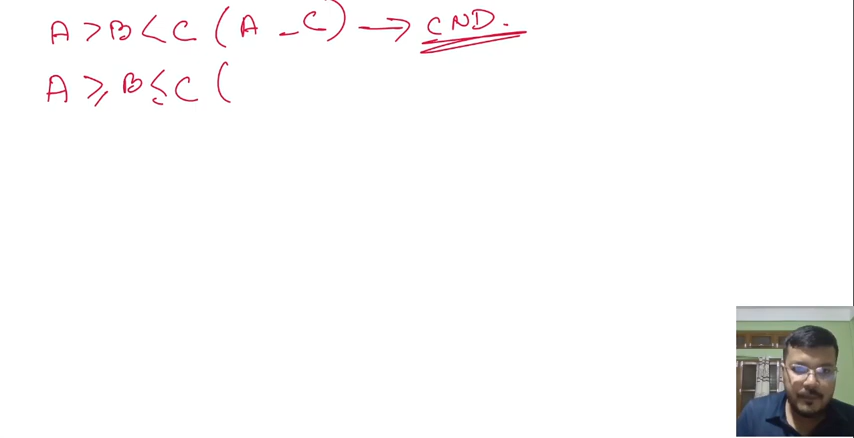 A > B < C ( A - C ) → CND.
A ≥ B ≤ C (